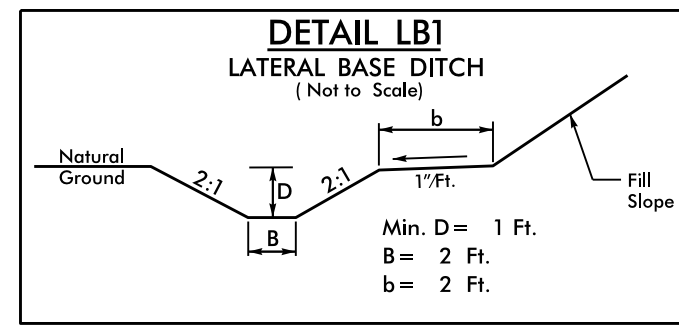 DETAIL LB1
LATERAL BASE DITCH
( Not to Scale)
b
Natural
Ground
2:1
D
2:1
1"/Ft.
B
Fill
Slope
Min. D = 1 Ft.
B = 2 Ft.
b = 2 Ft.